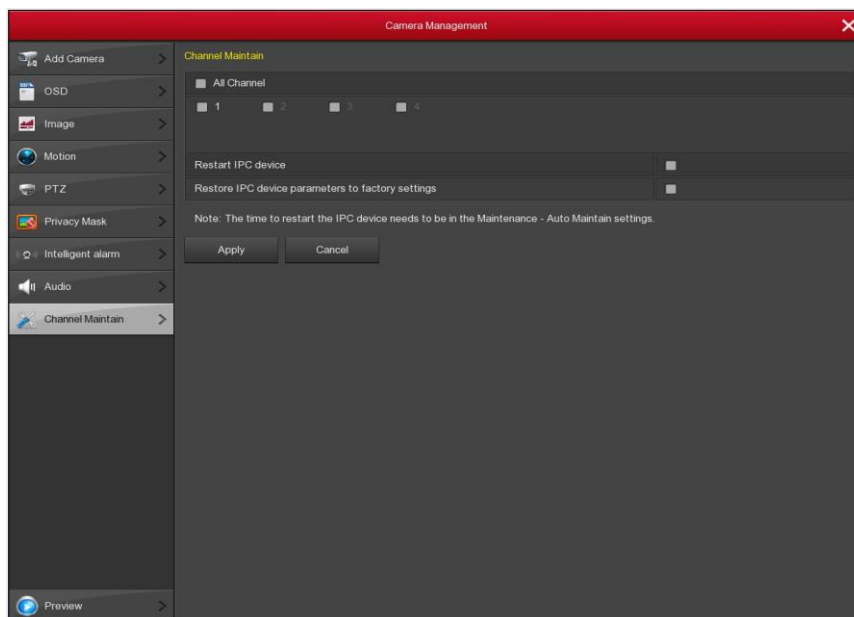 Camera Management
Add Camera
OSD
Image
Motion
PTZ
Privacy Mask
Intelligent alarm
Audio
Channel Maintain
Preview
Channel Maintain
All Channel
1 2 3 4
Restart IPC device
Restore IPC device parameters to factory settings
Note: The time to restart the IPC device needs to be in the Maintenance - Auto Maintain settings.
Apply Cancel